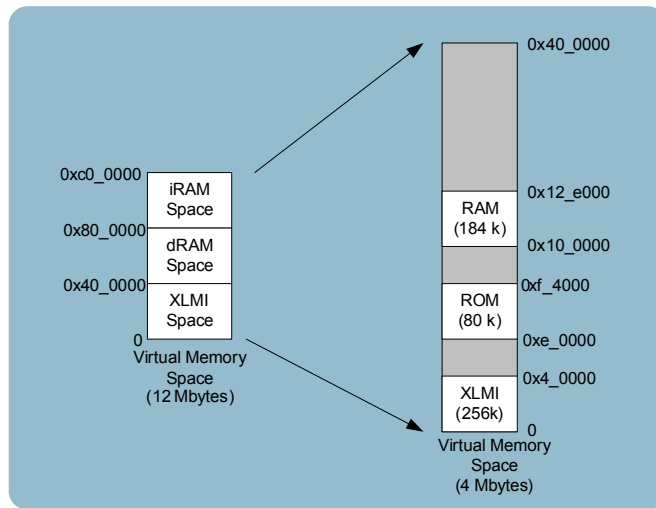 0xc0_0000
iRAM
Space
0x80_0000
dRAM
Space
0x40_0000
XLMI
Space
0
Virtual Memory
Space
(12 Mbytes)
0x40_0000
0x12_e000
RAM
(184 k)
0x10_0000
0xf_4000
ROM
(80 k)
0xe_0000
0x4_0000
XLMI
(256k)
0
Virtual Memory
Space
(4 Mbytes)